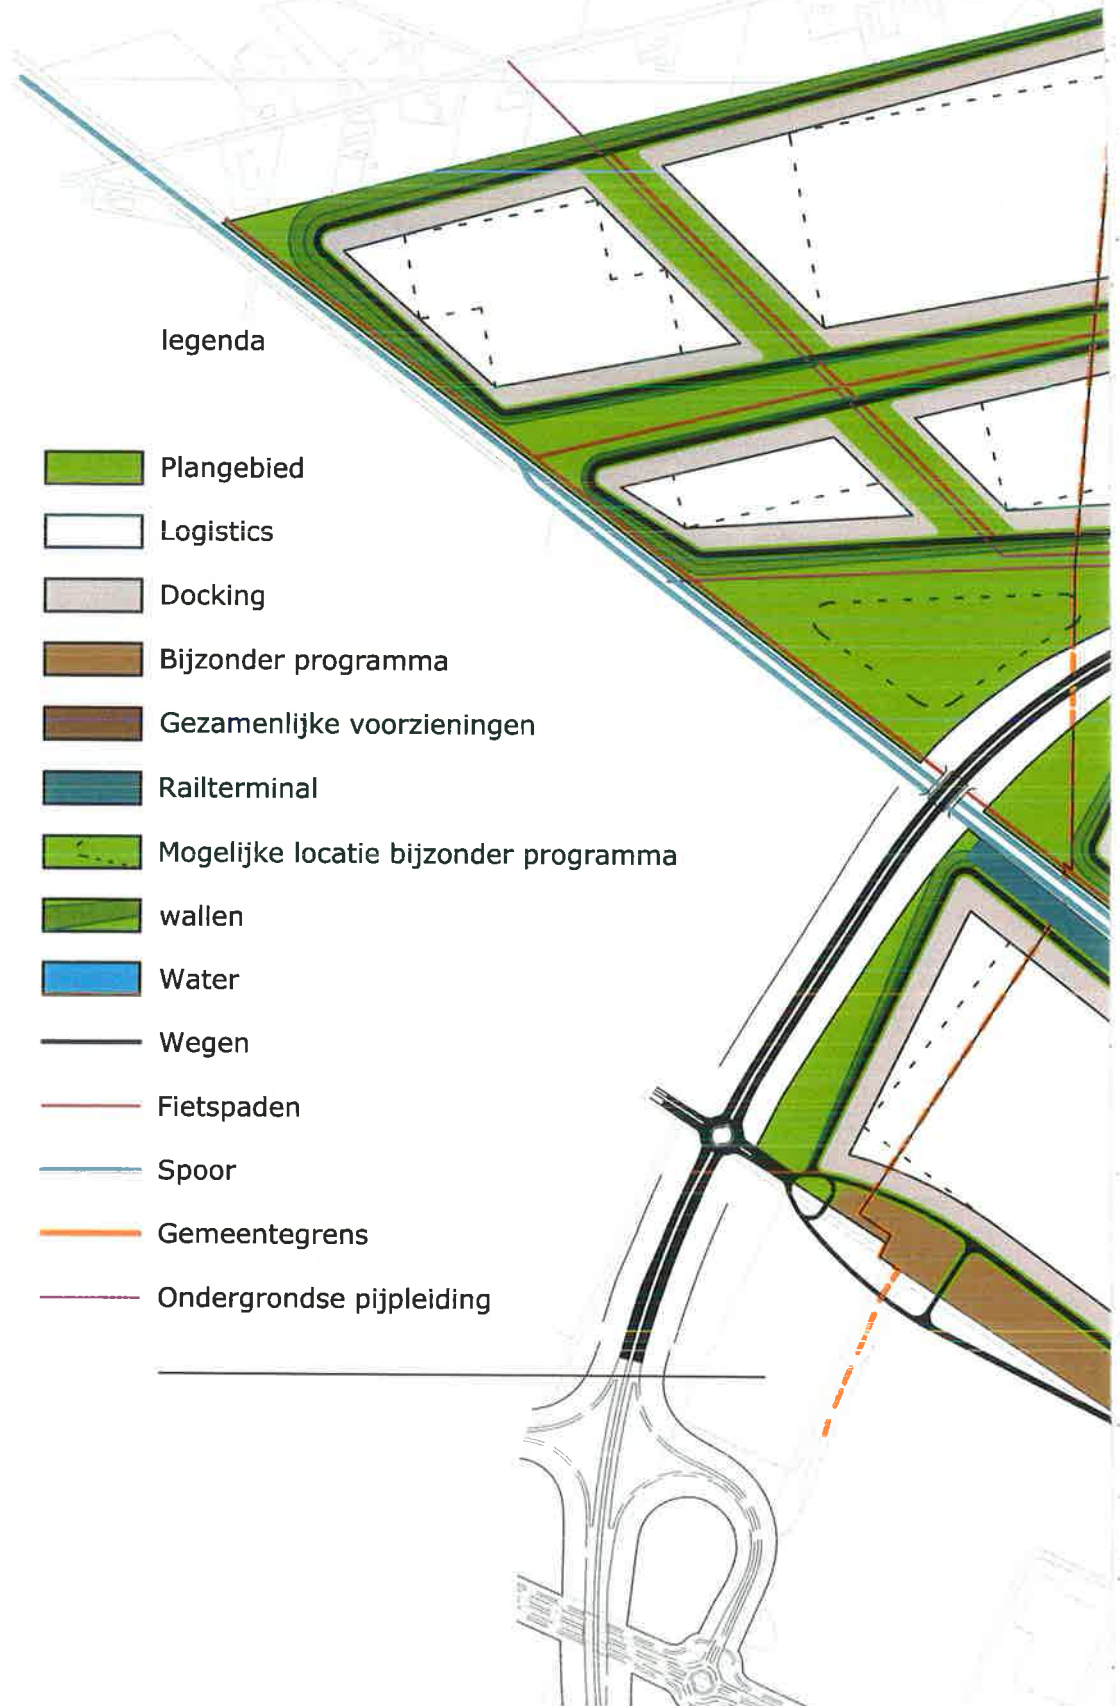 legenda
Plangebied
Logistics
Docking
Bijzonder programma
Gezamenlijke voorzieningen
Railterminal
Mogelijke locatie bijzonder programma
wallen
Water
Wegen
Fietspaden
Spoor
Gemeentegrens
Ondergrondse pijpleiding